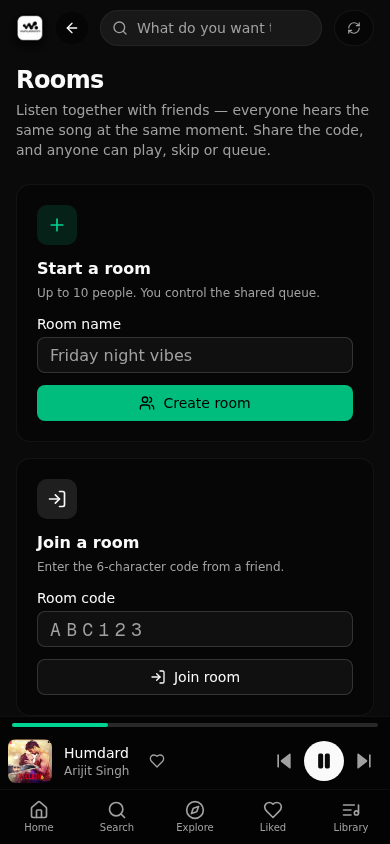 What do you want t
Rooms
Listen together with friends — everyone hears the
same song at the same moment. Share the code,
and anyone can play, skip or queue.
Start a room
Up to 10 people. You control the shared queue.
Room name
Friday night vibes
Create room
Join a room
Enter the 6-character code from a friend.
Room code
ABC123
Join room
Humdard
Arijit Singh
Home
Search
Explore
Liked
Library